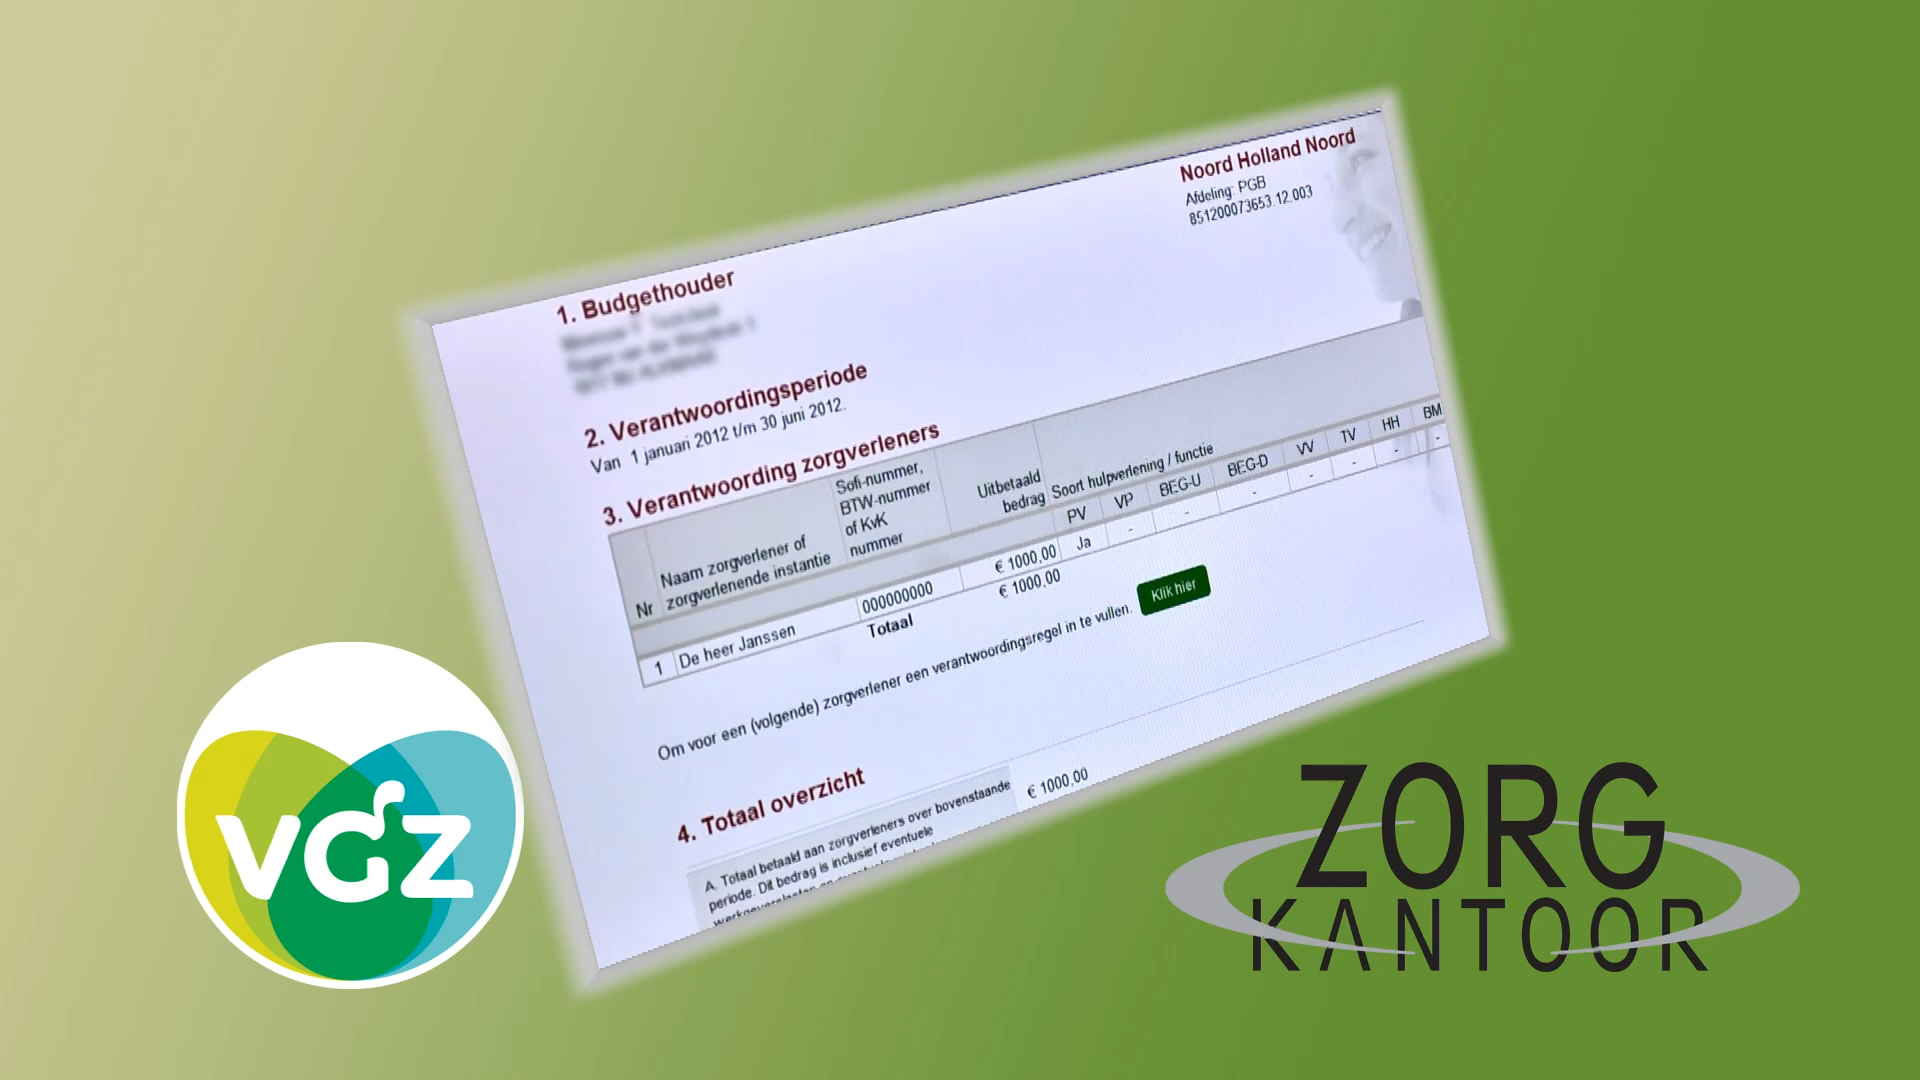 Noord Holland Noord
Afdeling: PGB
851200073653.12.003
1. Budgethouder
2. Verantwoordingsperiode
Van 1 januari 2012 t/m 30 juni 2012.
3. Verantwoording zorgverleners
Nr
Naam zorgverlener of
zorgverlenende instantie
Sofi-nummer,
BTW-nummer
of KvK
nummer
Uitbetaald
bedrag
Soort hulpverlening / functie
PV VP BEG-U BEG-D VV TV HH BM
1 De heer Janssen 000000000 € 1000,00 Ja - - - - - - -
Totaal € 1000,00
Om voor een (volgende) zorgverlener een verantwoordingsregel in te vullen. Klik hier
4. Totaal overzicht
A. Totaal betaald aan zorgverleners over bovenstaande € 1000,00
periode. Dit bedrag is inclusief eventuele
vGz
ZORG
KANTOOR